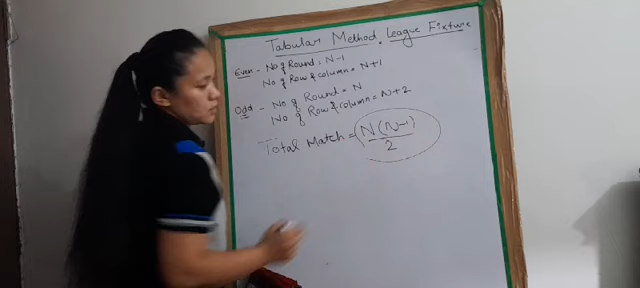 Tabular Method. League Fixture
Even - No of Round = N-1
No of Row & column = N+1
Odd - No of Round = N
No of Row & column = N+2
Total Match = N(N-1)/2